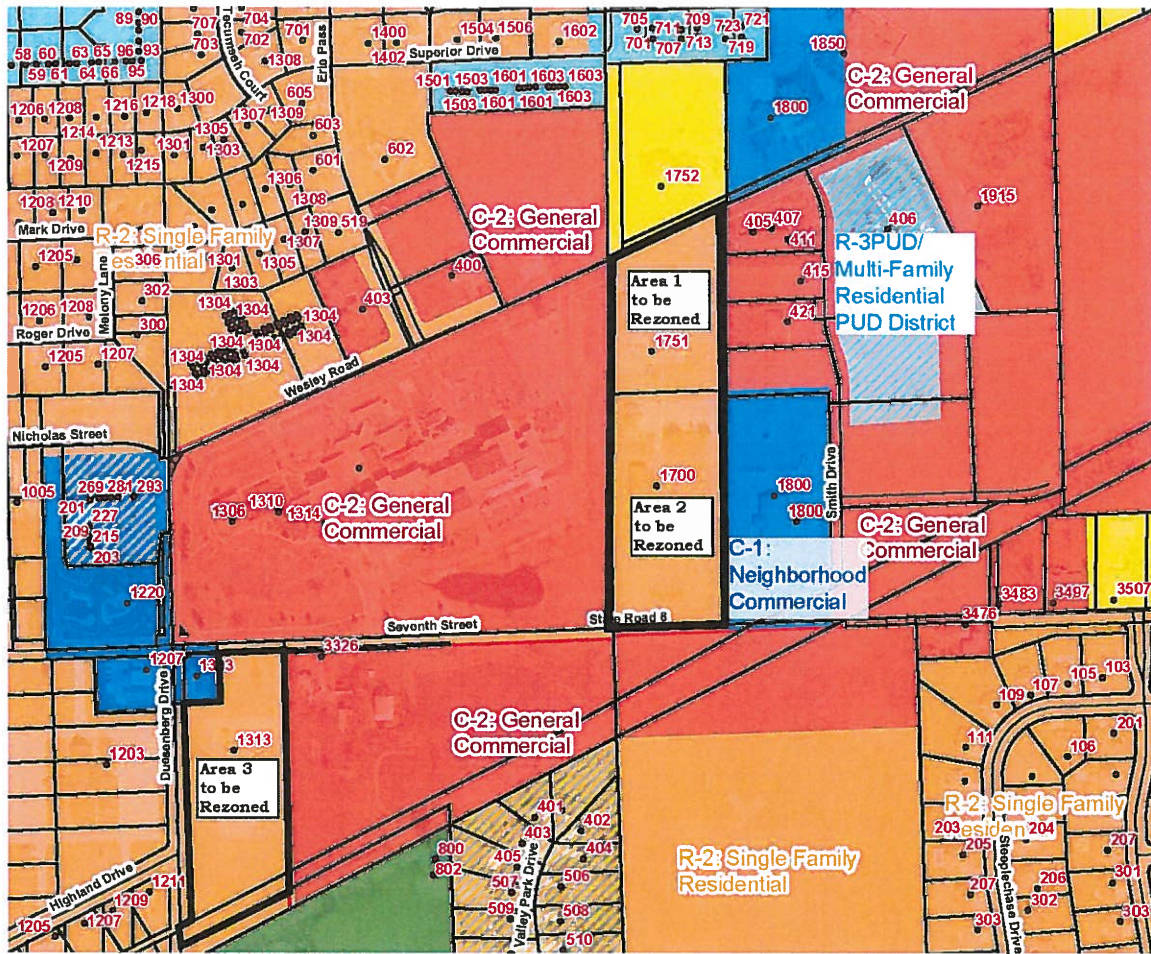 89 90
707 704
702
703
701
Tecumseh Court
Erie Pass
1400
1402
1504 1506
Superior Drive
1602
705 711 709 723 721
701 707 713 719
1850
58 60 63 65 96 93
59 61 64 66 95
1308
1501 1503 1601 1603 1603
1503 1601 1601 1603
C-2: General
Commercial
1800
1206 1208 1216 1218 1300
605
1307 1309
1214 1305
1207 1213 1301 1303
1209 1215
603
601
602
1752
1306
1308
1208 1210
Mark Drive
R-2: Single Family
esidential
1309 519
1307
1205
306 1301 1305
1303
Melony Lane
302
300
C-2: General
Commercial
400
403
405 407
411
415
421
406
1915
R-3PUD/
Multi-Family
Residential
PUD District
Area 1
to be
Rezoned
1751
1206 1208
Roger Drive
1205 1207
1304 1304
1304 1304
1304 1304
1304 1304
1304
Wesley Road
Nicholas Street
1005
269 281 293
201
227
209 215
203
1220
1306 1310
1314
C-2: General
Commercial
1700
Area 2
to be
Rezoned
1800
1800
Smith Drive
C-2: General
Commercial
C-1:
Neighborhood
Commercial
3483 3497 3507
3476
Seventh Street
State Road 8
1207
3326
Duesenberg Drive
1313
1203
Area 3
to be
Rezoned
C-2: General
Commercial
109 107 105 103
111
201
106
R-2: Single Family
esiden
203 204
205 207
206
207 301
302
303 303
Steeplechase Drive
R-2: Single Family
Residential
401
402
403
404
405
506
507
508
509
510
Valley Park Drive
800
802
Highland Drive
1211
1209
1205 1207